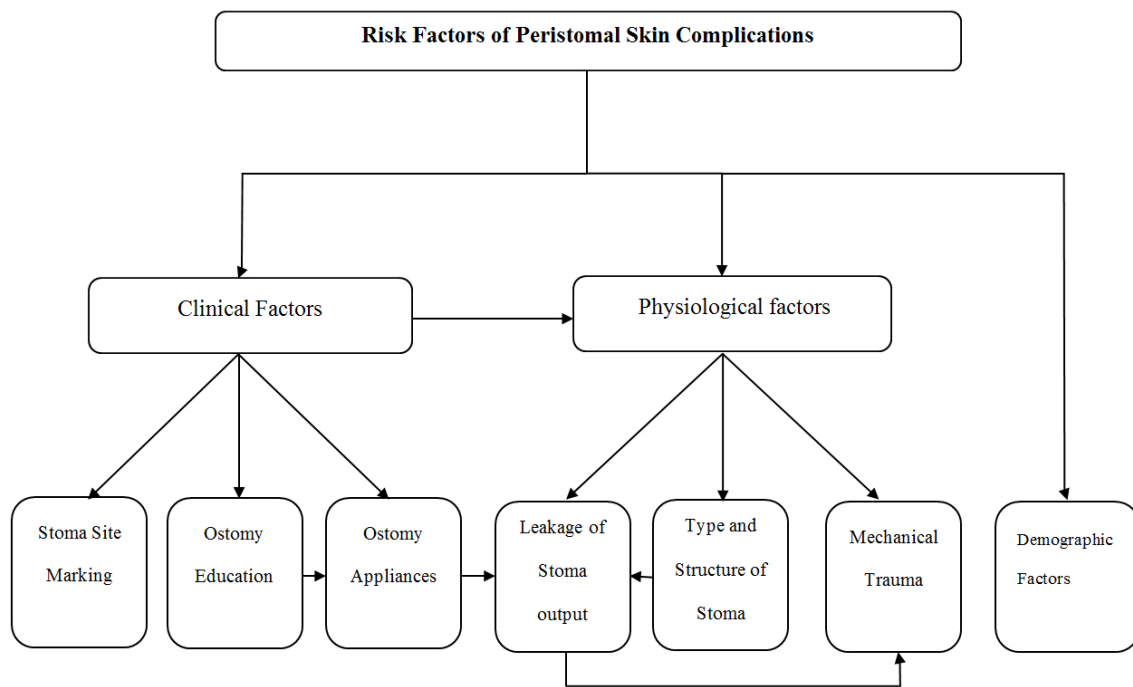 Risk Factors of Peristomal Skin Complications
Clinical Factors
Physiological factors
Stoma Site
Marking
Ostomy
Education
Ostomy
Appliances
Leakage of
Stoma
output
Type and
Structure of
Stoma
Mechanical
Trauma
Demographic
Factors